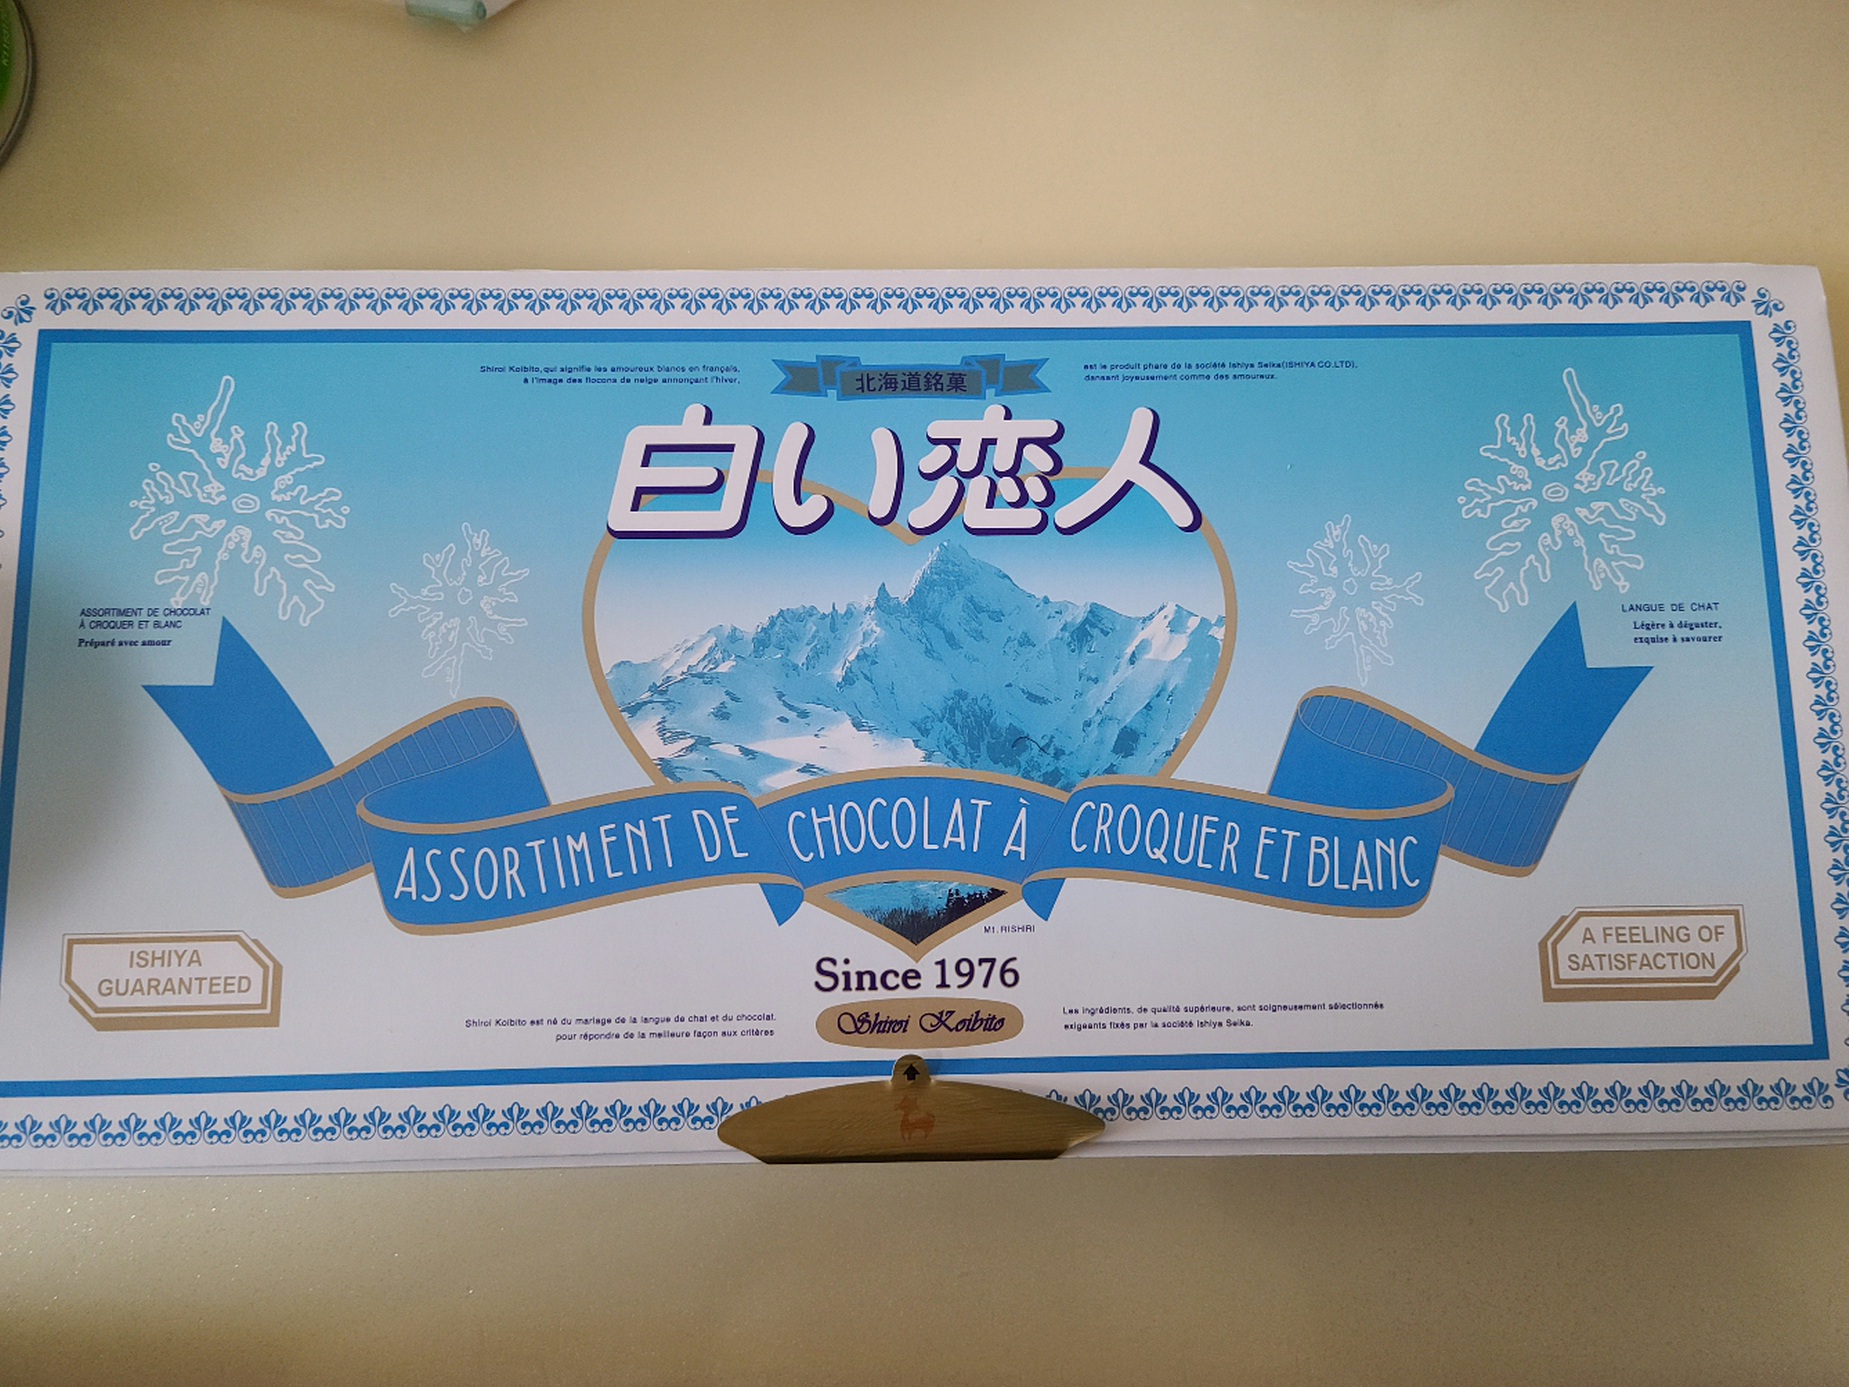 Shiroi Koibito, qui signifie les amoureux blancs en français,
à l'image des flocons de neige annonçant l'hiver,
北海道銘菓
est le produit phare de la société Ishiya Seika(ISHIYA CO.LTD),
dansant joyeusement comme des amoureux.
白い恋人
ASSORTIMENT DE CHOCOLAT
À CROQUER ET BLANC
Préparé avec amour
LANGUE DE CHAT
Légère à déguster,
exquise à savourer
ASSORTIMENT DE CHOCOLAT À CROQUER ET BLANC
Mt. RISHIRI
ISHIYA
GUARANTEED
A FEELING OF
SATISFACTION
Since 1976
Shiroi Koibito
Shiroi Koibito est né du mariage de la langue de chat et du chocolat.
pour répondre de la meilleure façon aux critères
Les ingrédients, de qualité supérieure, sont soigneusement sélectionnés
exigeants fixés par la société Ishiya Seika.